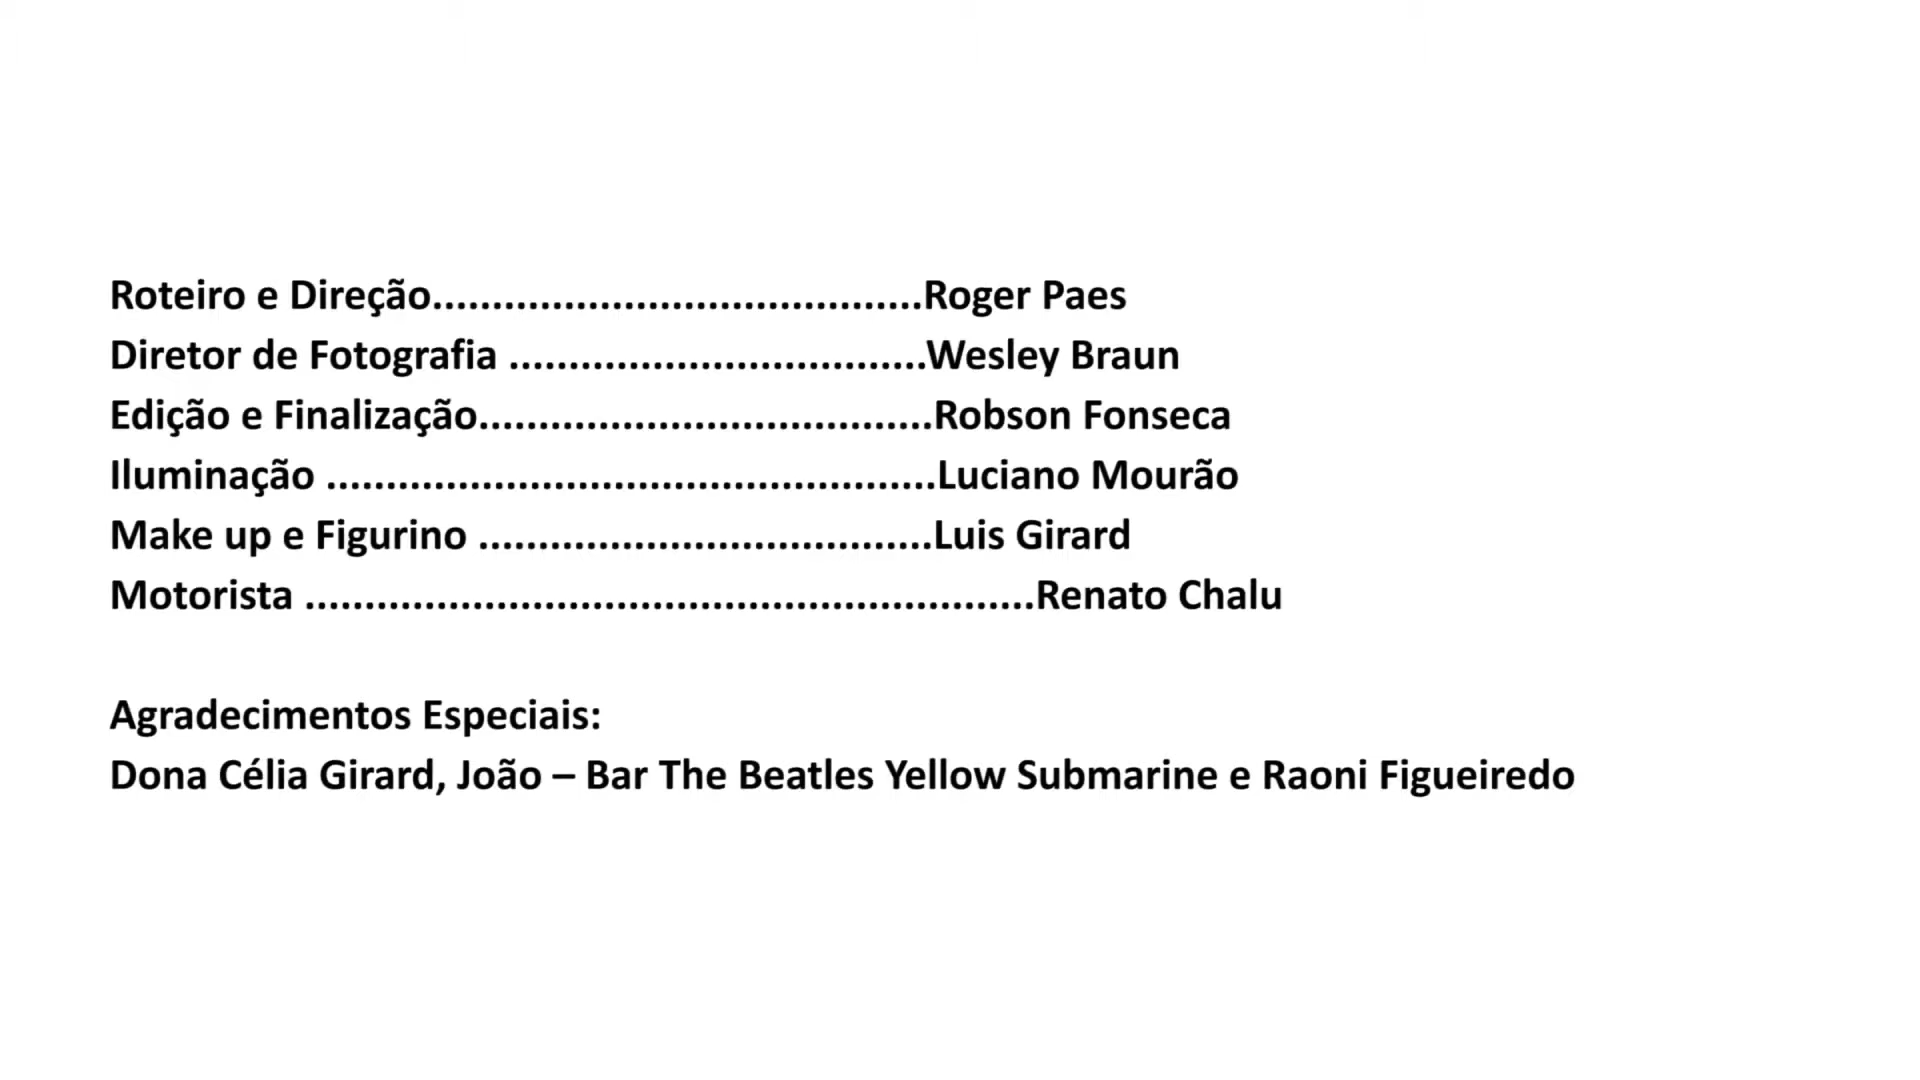 Roteiro e Direção.........................................Roger Paes
Diretor de Fotografia ...................................Wesley Braun
Edição e Finalização......................................Robson Fonseca
Iluminação ...................................................Luciano Mourão
Make up e Figurino ......................................Luis Girard
Motorista .............................................................Renato Chalu
Agradecimentos Especiais:
Dona Célia Girard, João – Bar The Beatles Yellow Submarine e Raoni Figueiredo